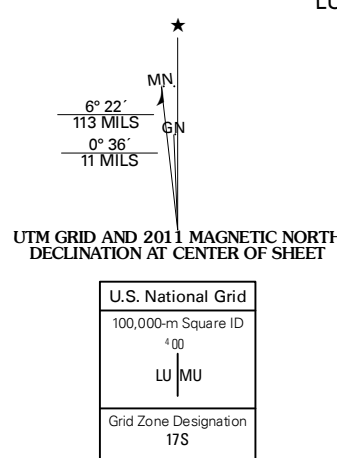 LU
★
MN
6° 22´
113 MILS
GN
0° 36´
11 MILS
UTM GRID AND 2011 MAGNETIC NORTH
DECLINATION AT CENTER OF SHEET
U.S. National Grid
100,000-m Square ID
⁴00
LU MU
Grid Zone Designation
17S